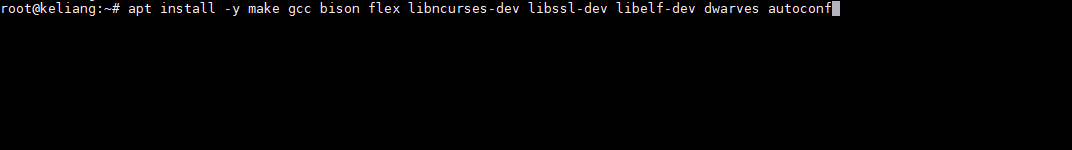 root@keliang:~# apt install -y make gcc bison flex libncurses-dev libssl-dev libelf-dev dwarves autoconf